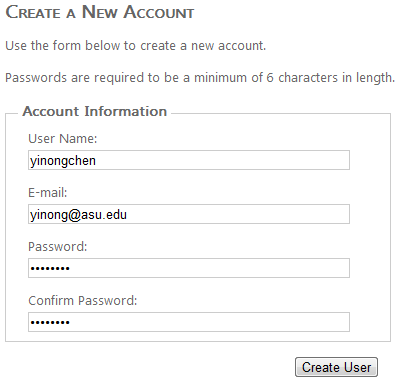 Create a New Account
Use the form below to create a new account.
Passwords are required to be a minimum of 6 characters in length.
Account Information
User Name:
yinongchen
E-mail:
yinong@asu.edu
Password:
••••••••
Confirm Password:
••••••••
Create User